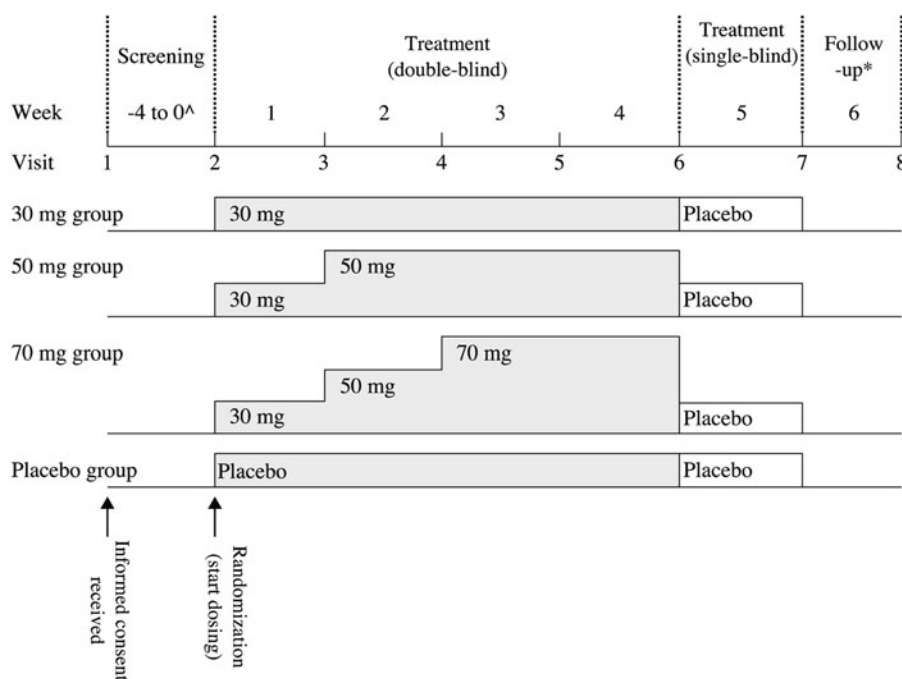 Screening
Treatment
(double-blind)
Treatment
(single-blind)
Follow
-up*
Week -4 to 0^ 1 2 3 4 5 6
Visit 1 2 3 4 5 6 7 8
30 mg group 30 mg Placebo
50 mg group 50 mg
30 mg Placebo
70 mg group 70 mg
50 mg
30 mg Placebo
Placebo group Placebo Placebo
Informed consent
received
Randomization
(start dosing)